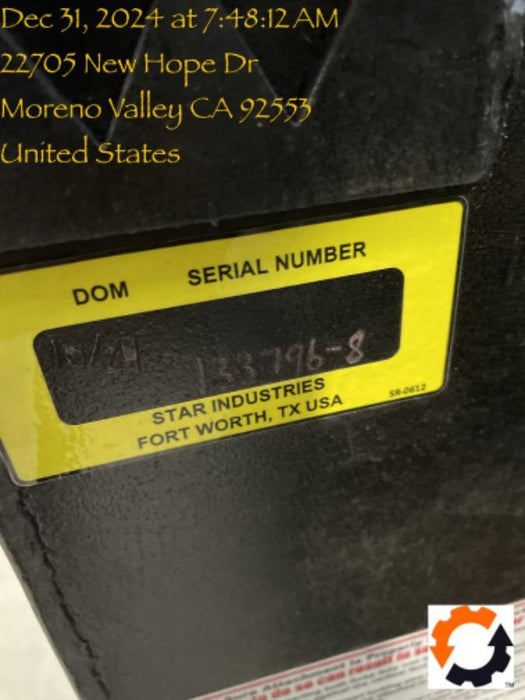 Dec 31, 2024 at 7:48:12 AM
22705 New Hope Dr
Moreno Valley CA 92553
United States
DOM SERIAL NUMBER
133796-8
STAR INDUSTRIES
FORT WORTH, TX USA SR-0612
TM